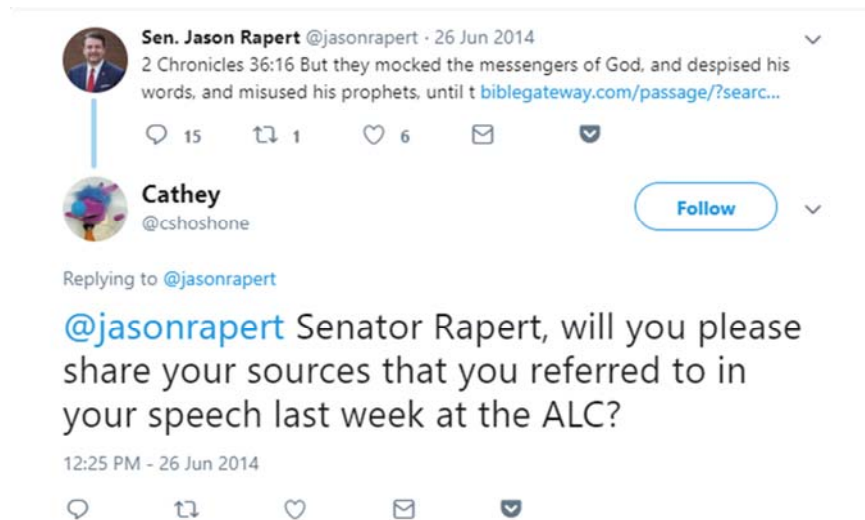 Sen. Jason Rapert @jasonrapert · 26 Jun 2014
2 Chronicles 36:16 But they mocked the messengers of God, and despised his
words, and misused his prophets, until t biblegateway.com/passage/?searc...
15 1 6
Cathey
@cshoshone
Follow
Replying to @jasonrapert
@jasonrapert Senator Rapert, will you please
share your sources that you referred to in
your speech last week at the ALC?
12:25 PM - 26 Jun 2014